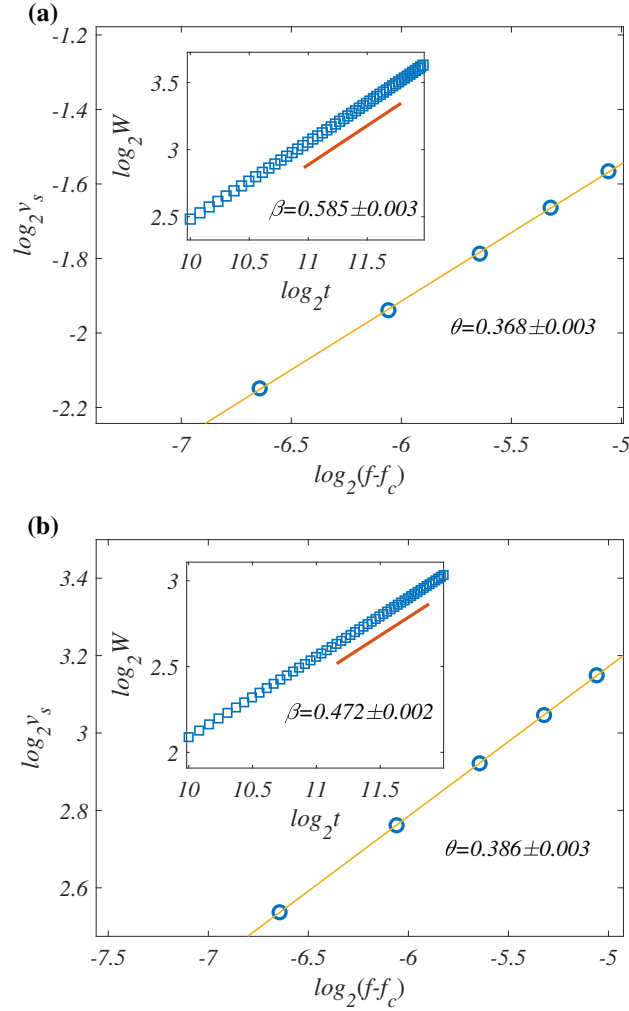 (a)
-1.2
-1.4
-1.6
-1.8
-2
-2.2
log₂vₛ
3.5
3
2.5
log₂W
β=0.585±0.003
10 10.5 11 11.5
log₂t
θ=0.368±0.003
-7 -6.5 -6 -5.5 -5
log₂(f-f_c)
(b)
3.4
3.2
3
2.8
2.6
log₂vₛ
3
2.5
2
log₂W
β=0.472±0.002
10 10.5 11 11.5
log₂t
θ=0.386±0.003
-7.5 -7 -6.5 -6 -5.5 -5
log₂(f-f_c)